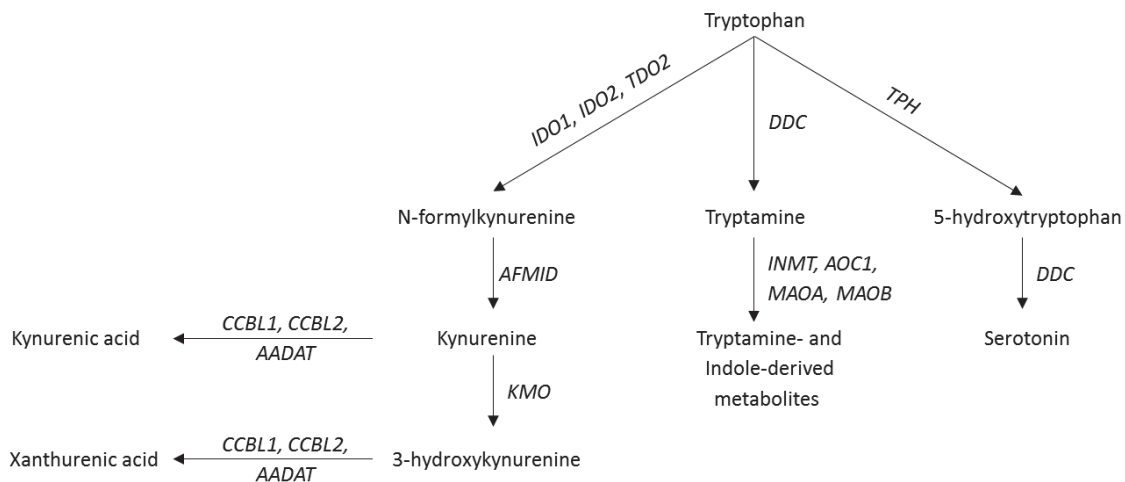 Tryptophan
IDO1, IDO2, TDO2
DDC
TPH
N-formylkynurenine
Tryptamine
5-hydroxytryptophan
AFMID
INMT, AOC1,
MAOA, MAOB
DDC
Kynurenic acid
CCBL1, CCBL2,
AADAT
Kynurenine
Tryptamine- and
Indole-derived
metabolites
Serotonin
KMO
Xanthurenic acid
CCBL1, CCBL2,
AADAT
3-hydroxykynurenine